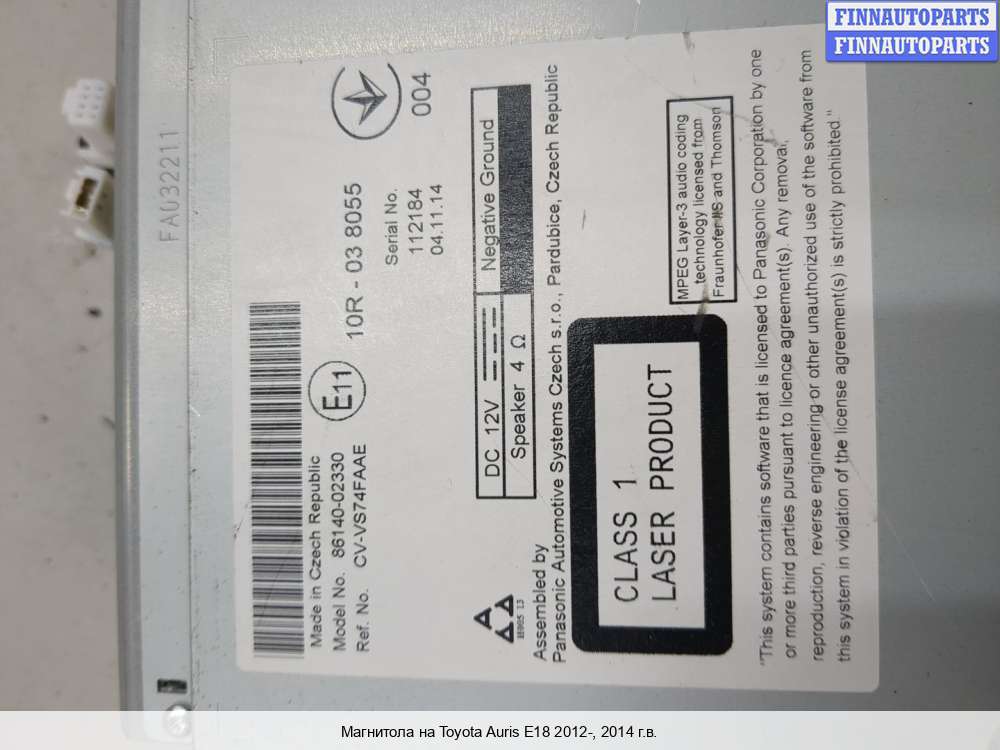 FINNAUTOPARTS
FINNAUTOPARTS
FA032211
Made in Czech Republic
Model No. 86140-02330
Ref. No. CV-VS74FAAE
E11
10R - 03 8055
Serial No.
112184
04.11.14
004
DC 12V
Negative Ground
Speaker 4 Ω
Assembled by
Panasonic Automotive Systems Czech s.r.o., Pardubice, Czech Republic
CLASS 1
LASER PRODUCT
MPEG Layer-3 audio coding
technology licensed from
Fraunhofer IIS and Thomson
"This system contains software that is licensed to Panasonic Corporation by one
or more third parties pursuant to licence agreement(s). Any removal,
reproduction, reverse engineering or other unauthorized use of the software from
this system in violation of the license agreement(s) is strictly prohibited."
Магнитола на Toyota Auris E18 2012-, 2014 г.в.